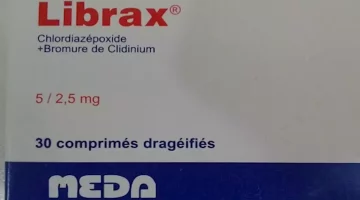 Librax®
Chlordiazépoxide
+Bromure de Clidinium
5 / 2,5 mg
30 comprimés dragéifiés
MEDA